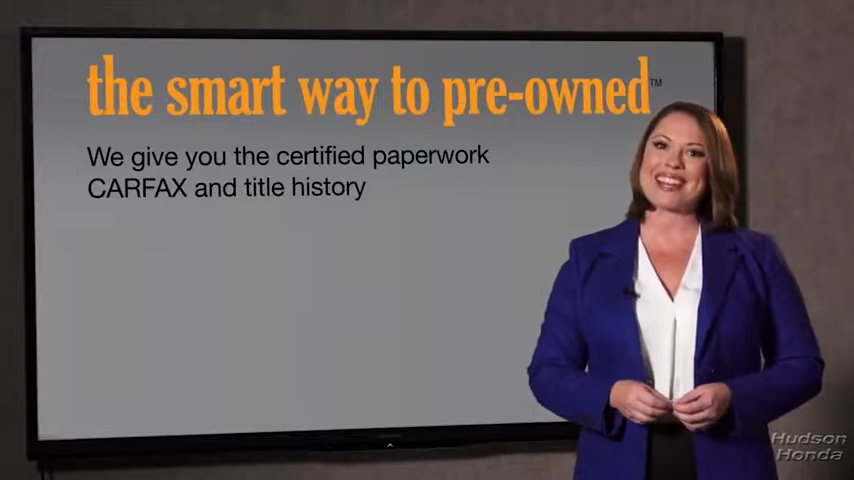 the smart way to pre-owned™
We give you the certified paperwork
CARFAX and title history
Hudson
Honda